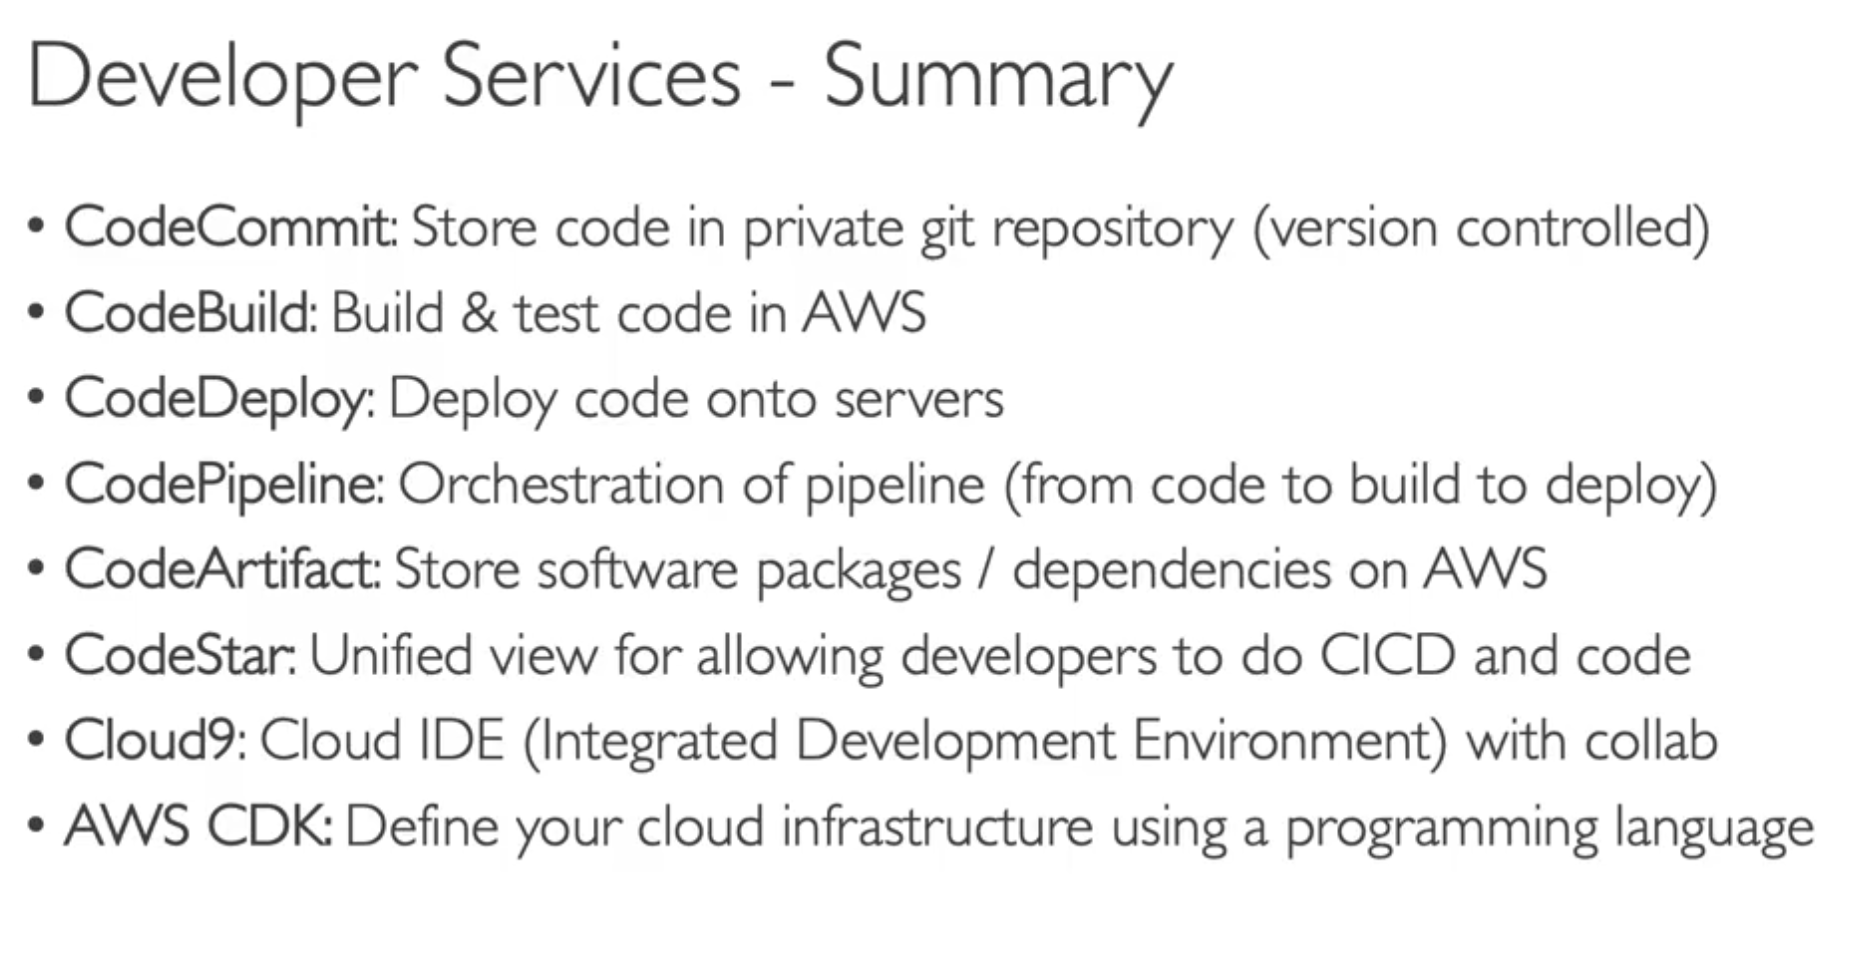 Developer Services - Summary
• CodeCommit: Store code in private git repository (version controlled)
• CodeBuild: Build & test code in AWS
• CodeDeploy: Deploy code onto servers
• CodePipeline: Orchestration of pipeline (from code to build to deploy)
• CodeArtifact: Store software packages / dependencies on AWS
• CodeStar: Unified view for allowing developers to do CICD and code
• Cloud9: Cloud IDE (Integrated Development Environment) with collab
• AWS CDK: Define your cloud infrastructure using a programming language